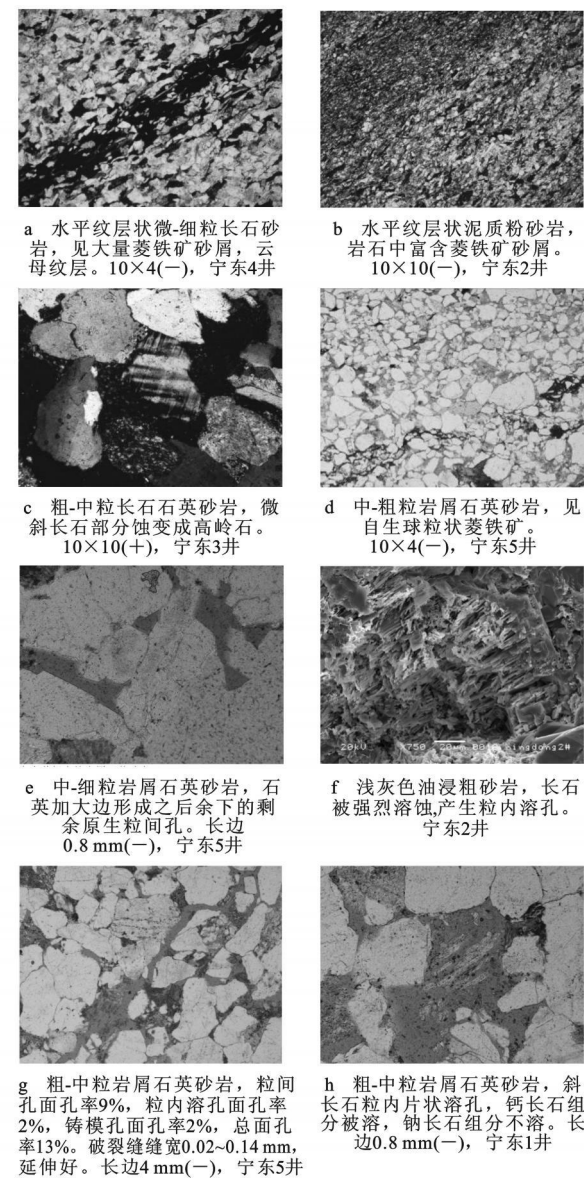 a 水平纹层状微-细粒长石砂
岩，见大量菱铁矿砂屑，云
母纹层。10×4(−)，宁东4井
b 水平纹层状泥质粉砂岩，
岩石中富含菱铁矿砂屑。
10×10(−)，宁东2井
c 粗-中粒长石石英砂岩，微
斜长石部分蚀变成高岭石。
10×10(+)，宁东3井
d 中-粗粒岩屑石英砂岩，见
自生球粒状菱铁矿。
10×4(−)，宁东5井
20kU X750 20μm ningdong2#
e 中-细粒岩屑石英砂岩，石
英加大边形成之后余下的剩
余原生粒间孔。长边
0.8 mm(−)，宁东5井
f 浅灰色油浸粗砂岩，长石
被强烈溶蚀,产生粒内溶孔。
宁东2井
g 粗-中粒岩屑石英砂岩，粒间
孔面孔率9%，粒内溶孔面孔率
2%，铸模孔面孔率2%，总面孔
率13%。破裂缝缝宽0.02~0.14 mm，
延伸好。长边4 mm(−)，宁东5井
h 粗-中粒岩屑石英砂岩，斜
长石粒内片状溶孔，钙长石组
分被溶，钠长石组分不溶。长
边0.8 mm(−)，宁东1井